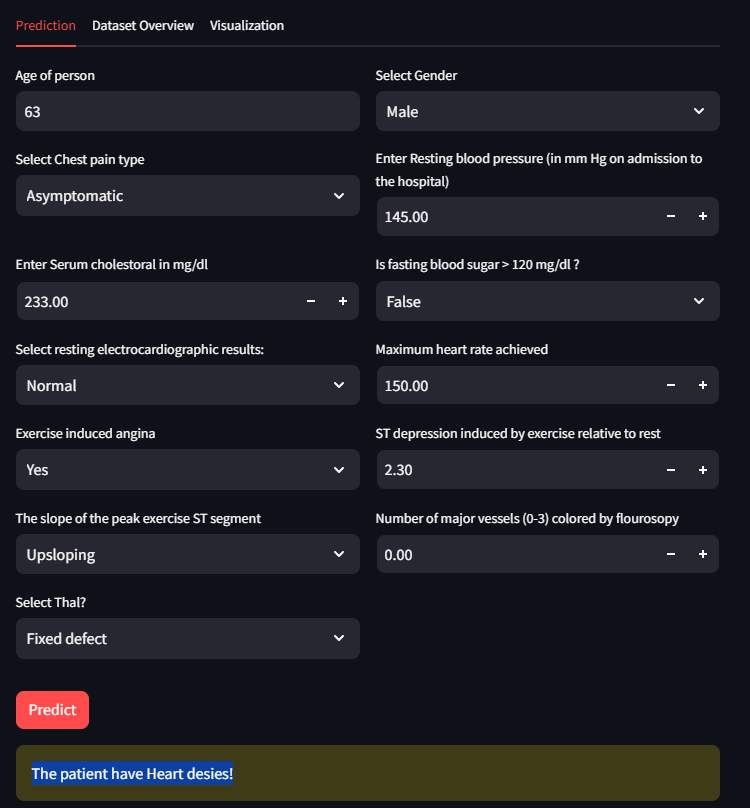 Prediction Dataset Overview Visualization
Age of person
63
Select Gender
Male
Select Chest pain type
Asymptomatic
Enter Resting blood pressure (in mm Hg on admission to
the hospital)
145.00
Enter Serum cholestoral in mg/dl
233.00
Is fasting blood sugar > 120 mg/dl ?
False
Select resting electrocardiographic results:
Normal
Maximum heart rate achieved
150.00
Exercise induced angina
Yes
ST depression induced by exercise relative to rest
2.30
The slope of the peak exercise ST segment
Upsloping
Number of major vessels (0-3) colored by flourosopy
0.00
Select Thal?
Fixed defect
Predict
The patient have Heart desies!